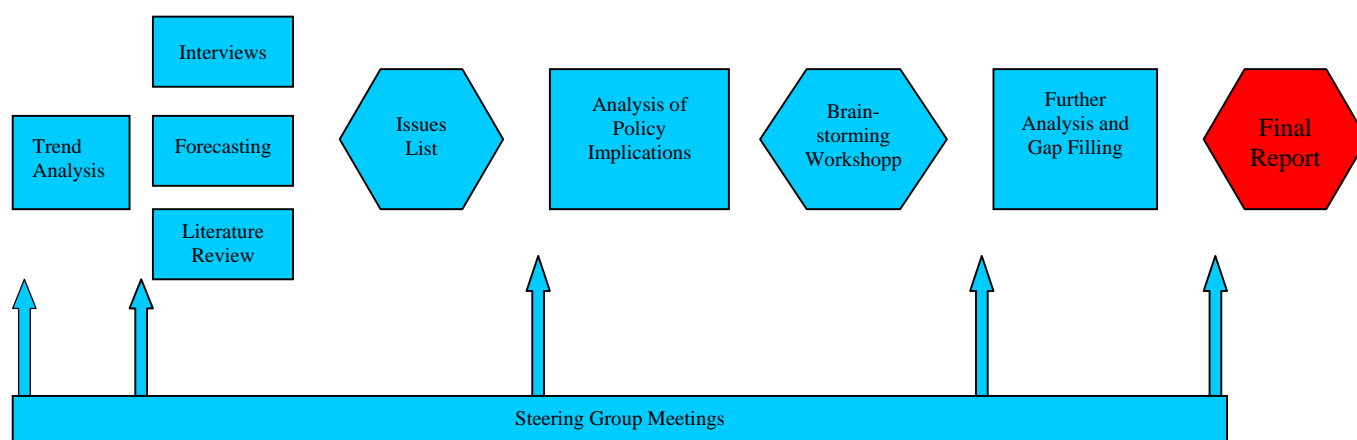 Trend
Analysis
Interviews
Forecasting
Literature
Review
Issues
List
Analysis of
Policy
Implications
Brain-
storming
Workshopp
Further
Analysis and
Gap Filling
Final
Report
Steering Group Meetings